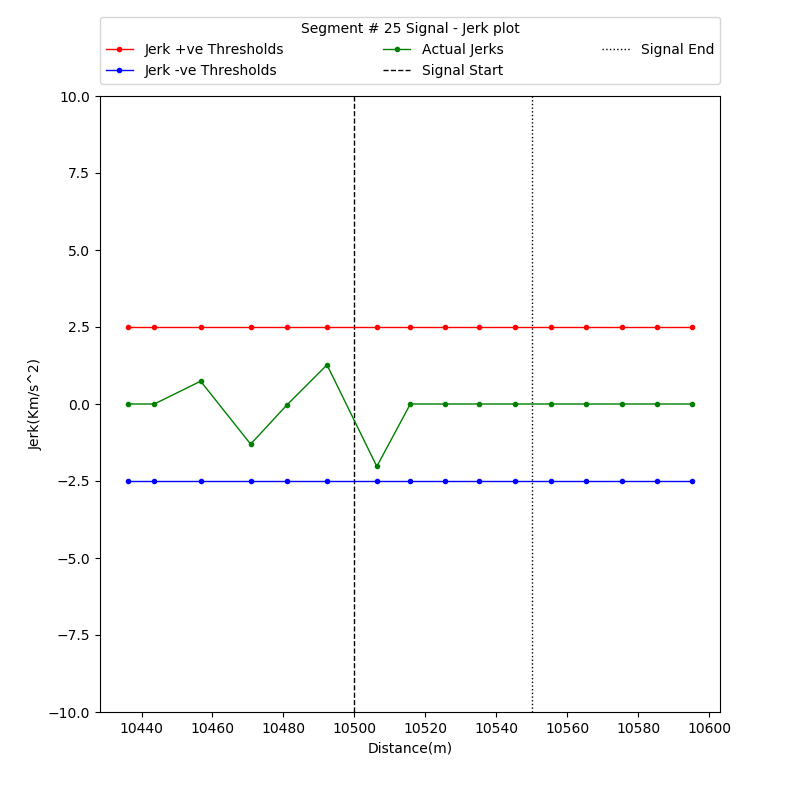 Segment # 25 Signal - Jerk plot
Jerk +ve Thresholds
Actual Jerks
Signal End
Jerk -ve Thresholds
Signal Start
10.0
7.5
5.0
2.5
0.0
−2.5
−5.0
−7.5
−10.0
Jerk(Km/s^2)
10440 10460 10480 10500 10520 10540 10560 10580 10600
Distance(m)